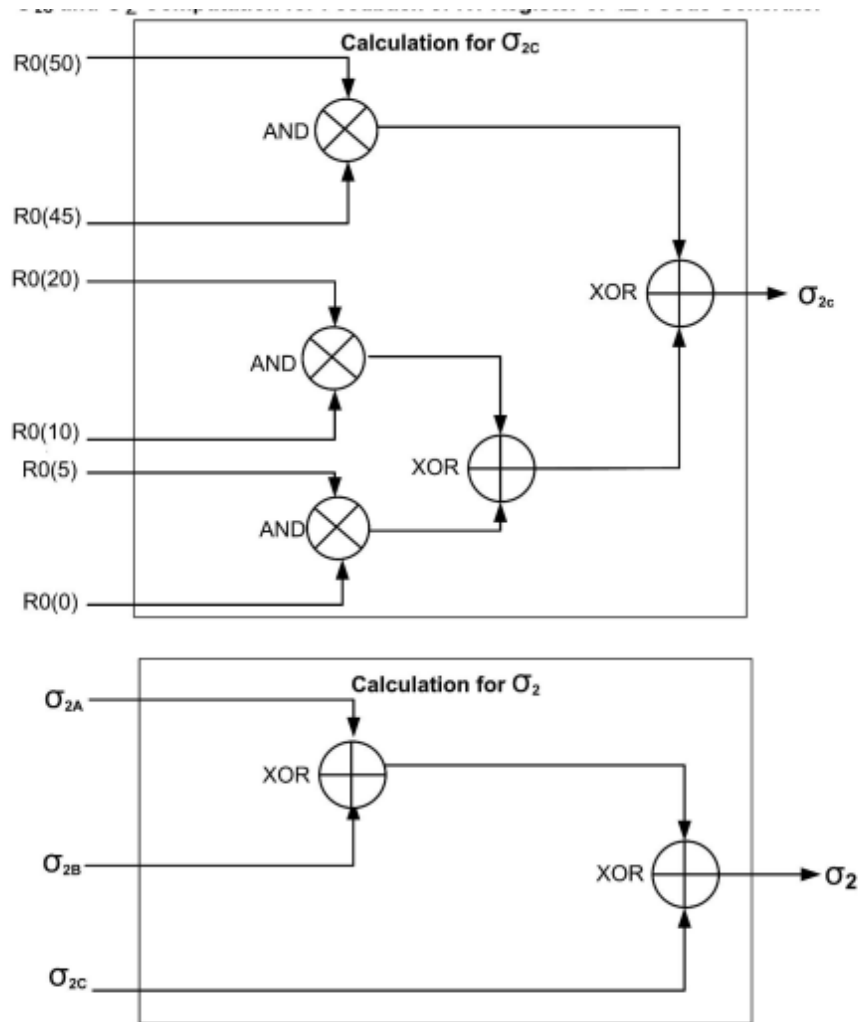 Calculation for σ2C
R0(50)
AND
R0(45)
R0(20)
XOR
σ2c
AND
R0(10)
R0(5)
XOR
AND
R0(0)
Calculation for σ2
σ2A
XOR
σ2B
XOR
σ2
σ2C